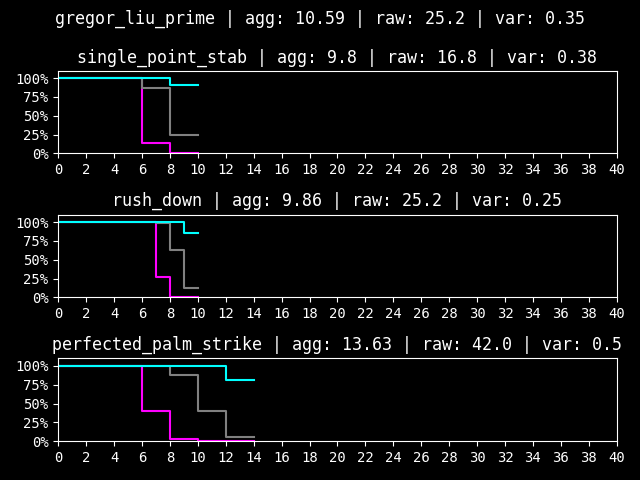 gregor_liu_prime | agg: 10.59 | raw: 25.2 | var: 0.35
single_point_stab | agg: 9.8 | raw: 16.8 | var: 0.38
100%
75%
50%
25%
0%
0 2 4 6 8 10 12 14 16 18 20 22 24 26 28 30 32 34 36 38 40
rush_down | agg: 9.86 | raw: 25.2 | var: 0.25
100%
75%
50%
25%
0%
0 2 4 6 8 10 12 14 16 18 20 22 24 26 28 30 32 34 36 38 40
perfected_palm_strike | agg: 13.63 | raw: 42.0 | var: 0.5
100%
75%
50%
25%
0%
0 2 4 6 8 10 12 14 16 18 20 22 24 26 28 30 32 34 36 38 40